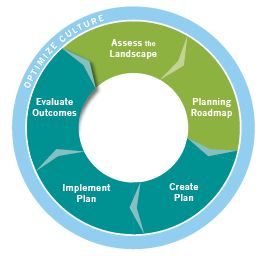 OPTIMIZE CULTURE
Assess the
Landscape
Planning
Roadmap
Create
Plan
Implement
Plan
Evaluate
Outcomes